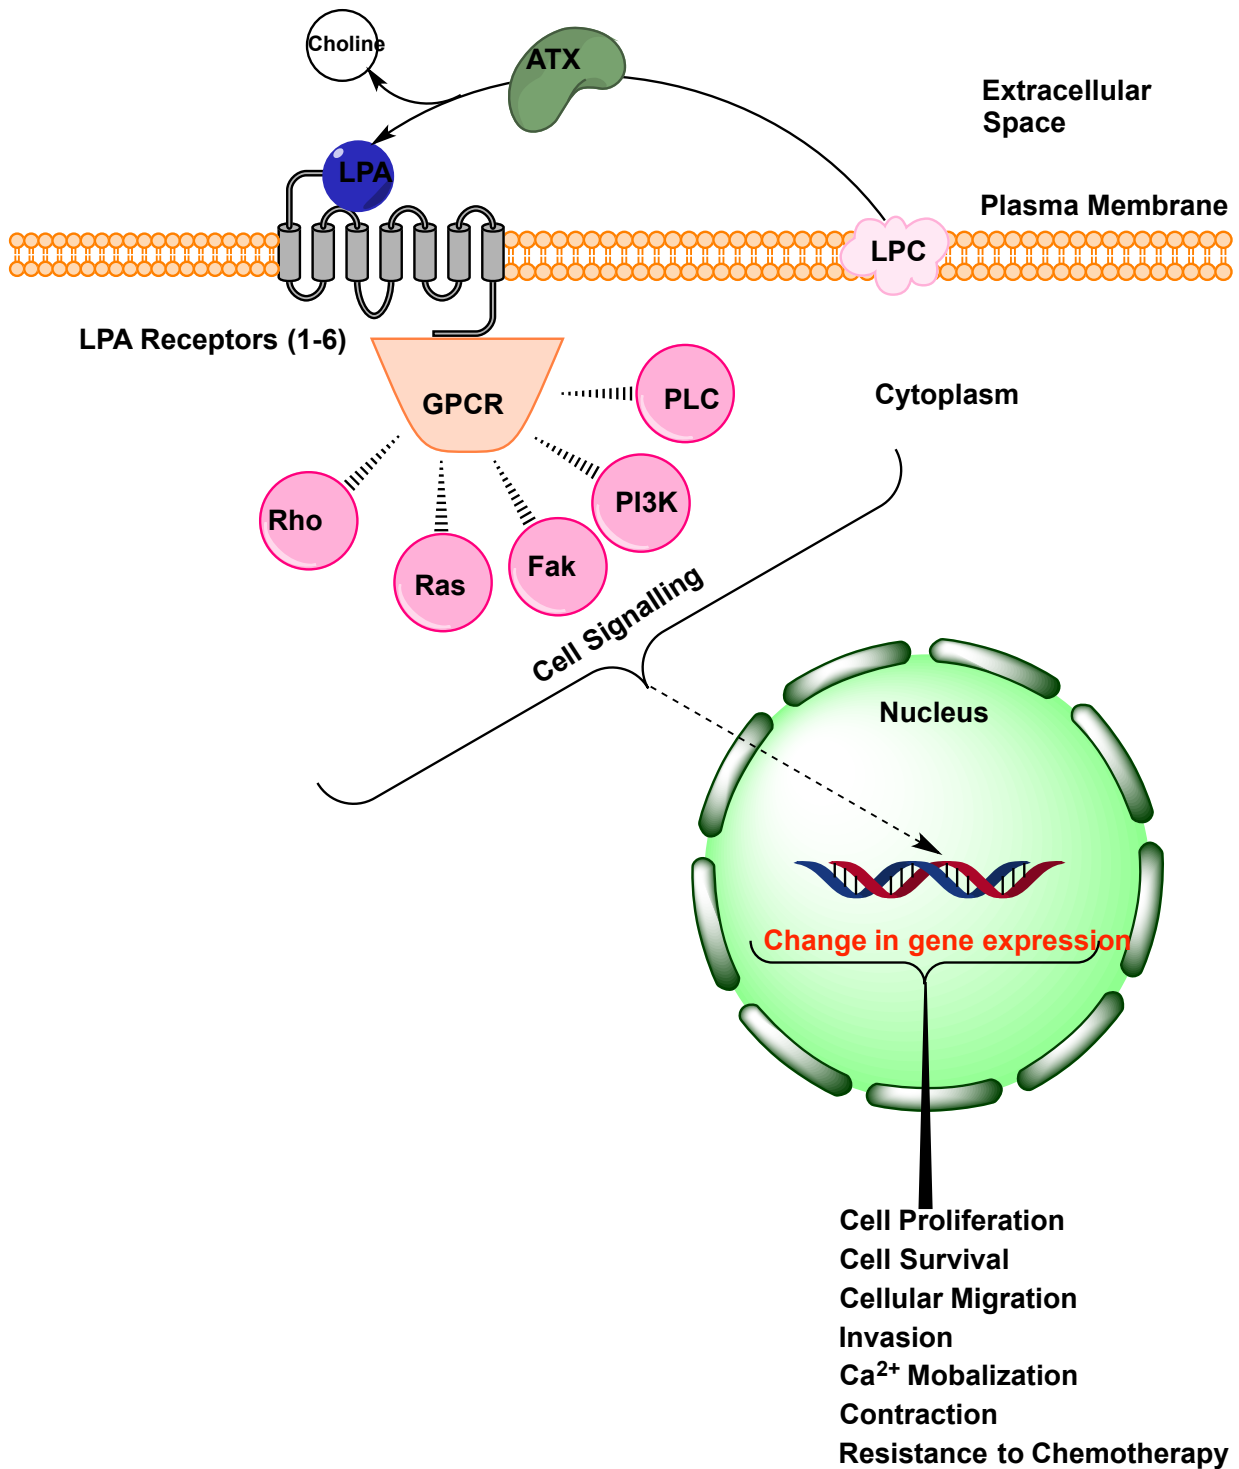 Choline
ATX
Extracellular
Space
LPA
Plasma Membrane
LPC
LPA Receptors (1-6)
GPCR
PLC
Cytoplasm
PI3K
Rho
Fak
Ras
Cell Signalling
Nucleus
Change in gene expression
Cell Proliferation
Cell Survival
Cellular Migration
Invasion
Ca²⁺ Mobalization
Contraction
Resistance to Chemotherapy